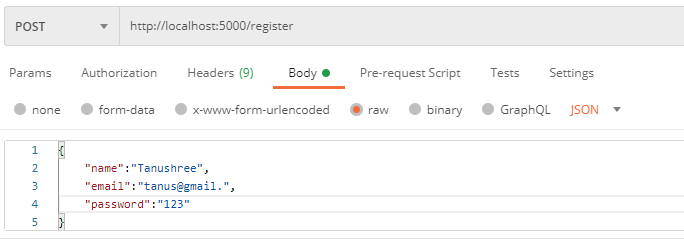 POST http://localhost:5000/register
Params Authorization Headers (9) Body Pre-request Script Tests Settings
none form-data x-www-form-urlencoded raw binary GraphQL JSON
1 {
2 "name":"Tanushree",
3 "email":"tanus@gmail.",
4 "password":"123"
5 }